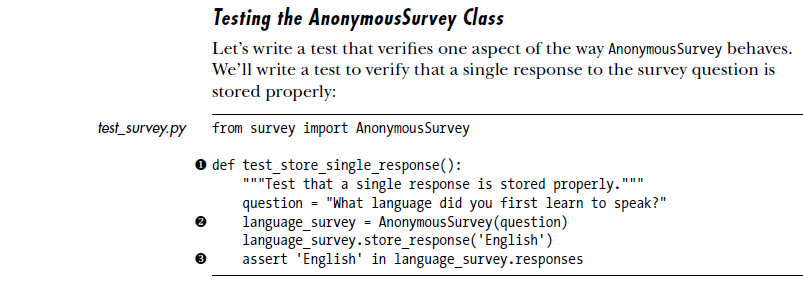 Testing the AnonymousSurvey Class
Let’s write a test that verifies one aspect of the way AnonymousSurvey behaves.
We’ll write a test to verify that a single response to the survey question is
stored properly:
test_survey.py from survey import AnonymousSurvey
❶ def test_store_single_response():
"""Test that a single response is stored properly."""
question = "What language did you first learn to speak?"
❷ language_survey = AnonymousSurvey(question)
language_survey.store_response('English')
❸ assert 'English' in language_survey.responses